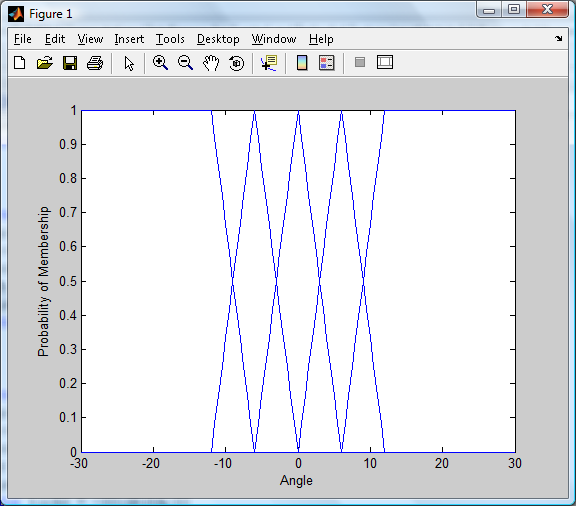 Figure 1
File Edit View Insert Tools Desktop Window Help
1
0.9
0.8
0.7
0.6
0.5
0.4
0.3
0.2
0.1
0
Probability of Membership
-30 -20 -10 0 10 20 30
Angle